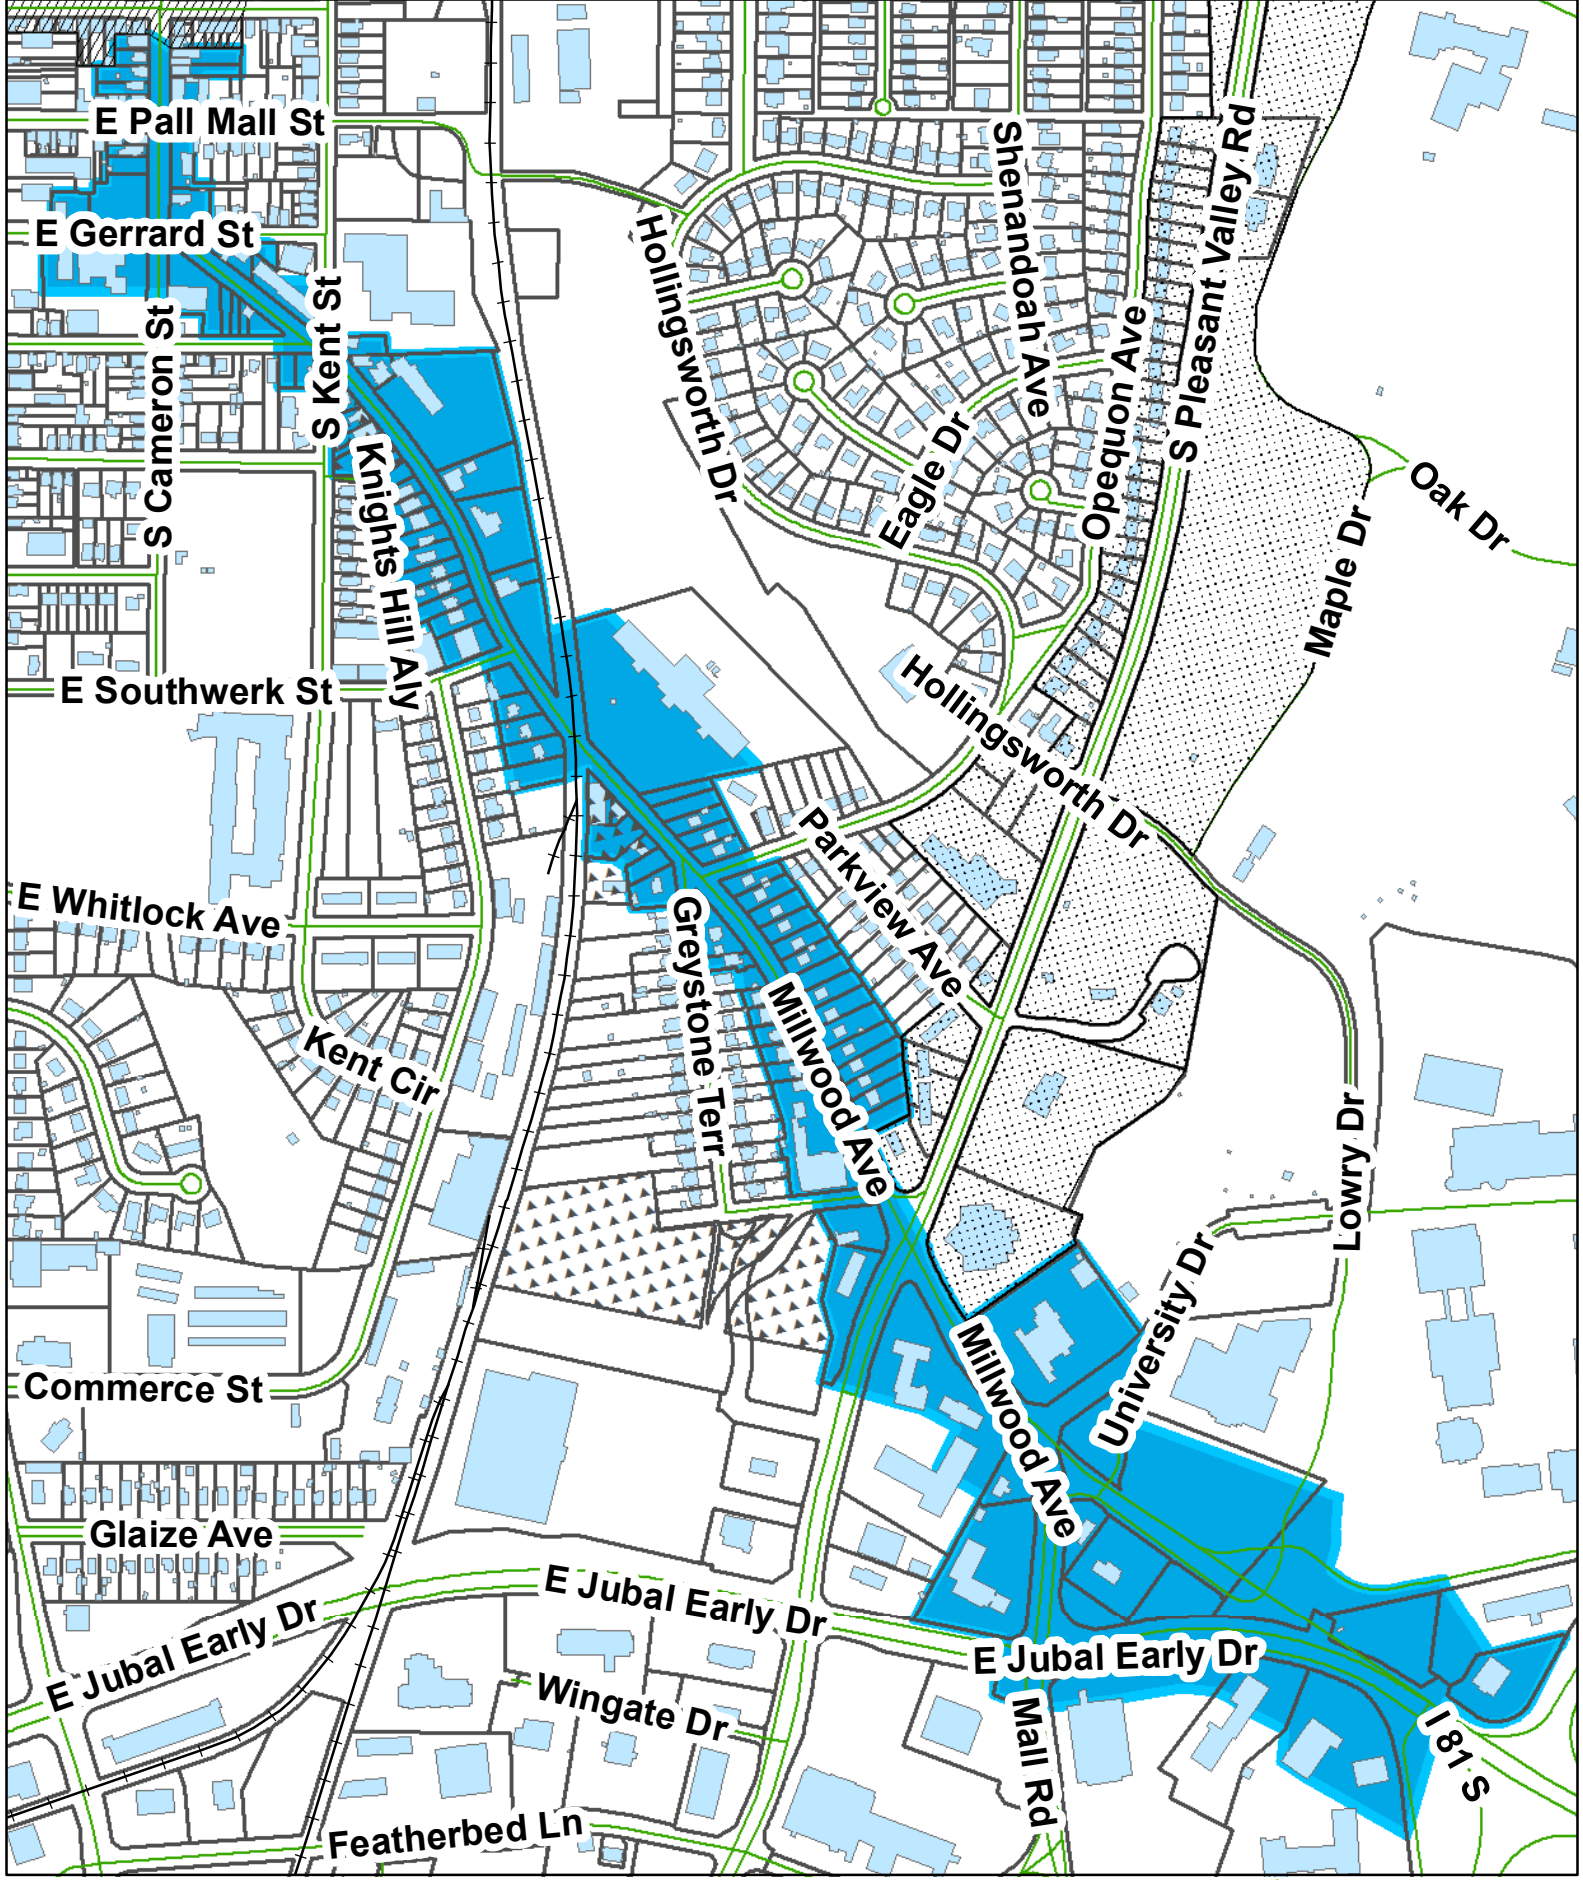 E Pall Mall St
Shenandoah Ave
S Pleasant Valley Rd
E Gerrard St
Hollingsworth Dr
S Kent St
S Cameron St
Opequon Ave
Eagle Dr
Oak Dr
Maple Dr
Knights Hill Aly
E Southwerk St
Hollingsworth Dr
Parkview Ave
E Whitlock Ave
Greystone Terr
Millwood Ave
Kent Cir
Lowry Dr
University Dr
Commerce St
Millwood Ave
Glaize Ave
E Jubal Early Dr
E Jubal Early Dr
E Jubal Early Dr
Wingate Dr
Mall Rd
I 81 S
Featherbed Ln